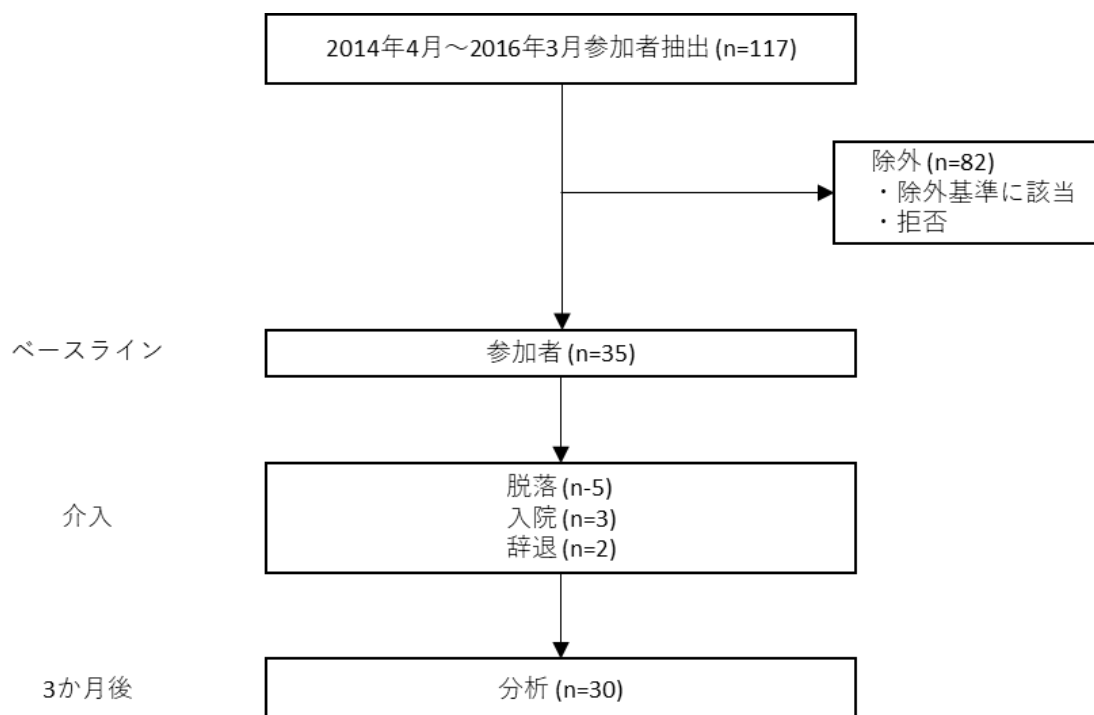 2014年4月～2016年3月参加者抽出 (n=117)
除外 (n=82)
・除外基準に該当
・拒否
ベースライン
参加者 (n=35)
脱落 (n-5)
介入
入院 (n=3)
辞退 (n=2)
3か月後
分析 (n=30)